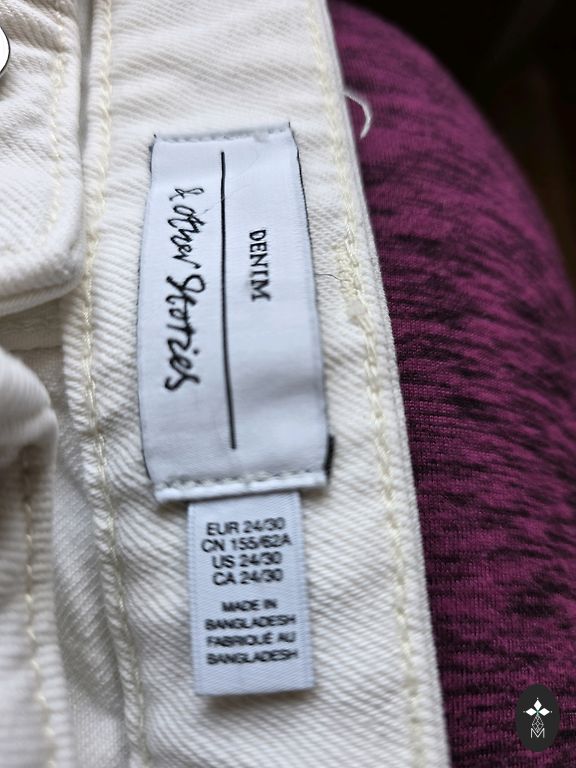 & Other Stories
DENIM
EUR 24/30
CN 155/62A
US 24/30
CA 24/30
MADE IN
BANGLADESH
FABRIQUÉ AU
BANGLADESH
M